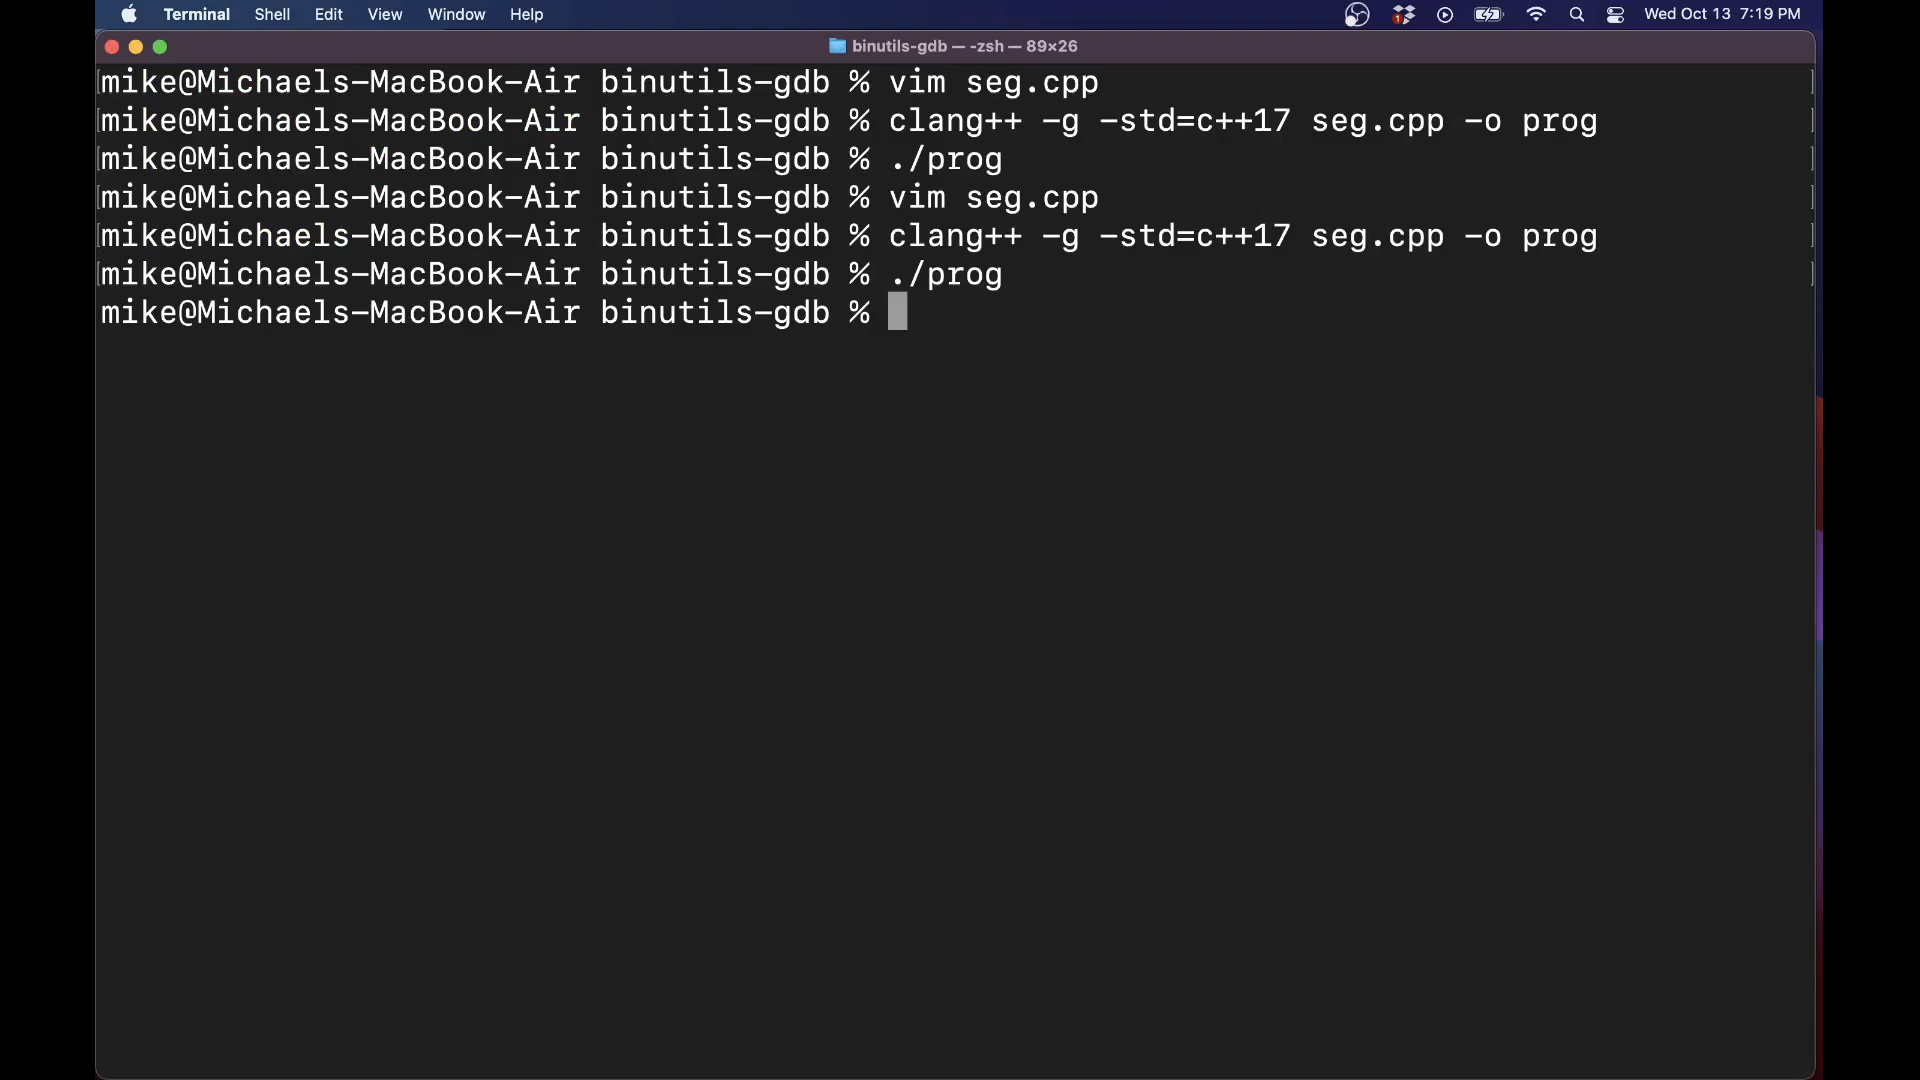 Terminal Shell Edit View Window Help 1 Wed Oct 13 7:19 PM
binutils-gdb — -zsh — 89×26
mike@Michaels-MacBook-Air binutils-gdb % vim seg.cpp
mike@Michaels-MacBook-Air binutils-gdb % clang++ -g -std=c++17 seg.cpp -o prog
mike@Michaels-MacBook-Air binutils-gdb % ./prog
mike@Michaels-MacBook-Air binutils-gdb % vim seg.cpp
mike@Michaels-MacBook-Air binutils-gdb % clang++ -g -std=c++17 seg.cpp -o prog
mike@Michaels-MacBook-Air binutils-gdb % ./prog
mike@Michaels-MacBook-Air binutils-gdb %